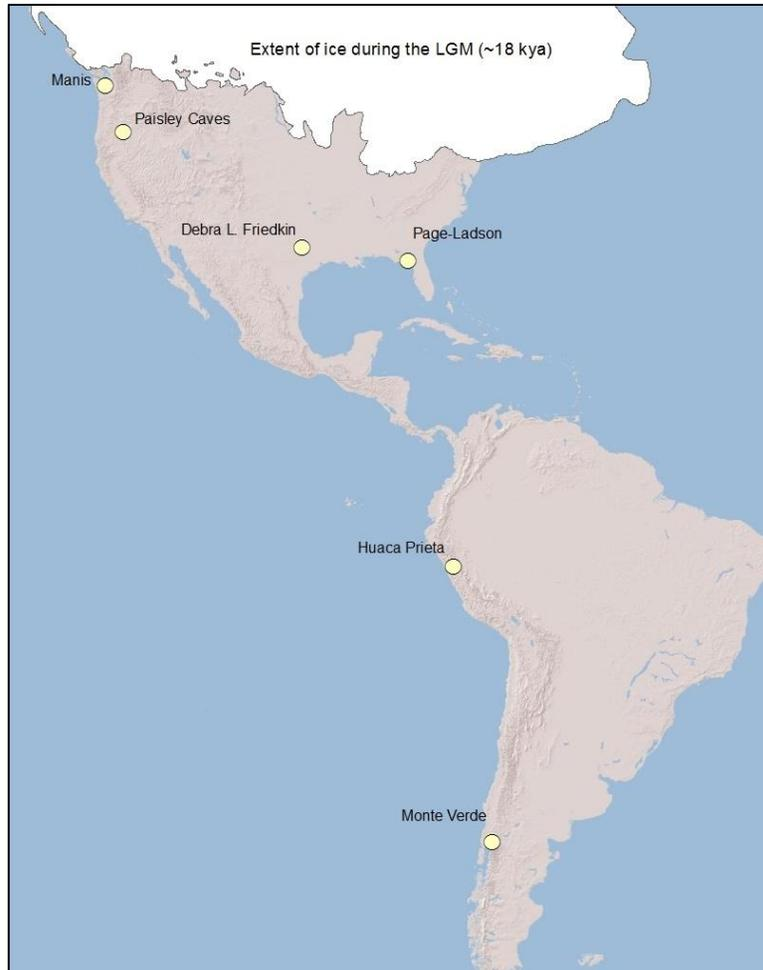 Extent of ice during the LGM (~18 kya)
Manis
Paisley Caves
Debra L. Friedkin
Page-Ladson
Huaca Prieta
Monte Verde